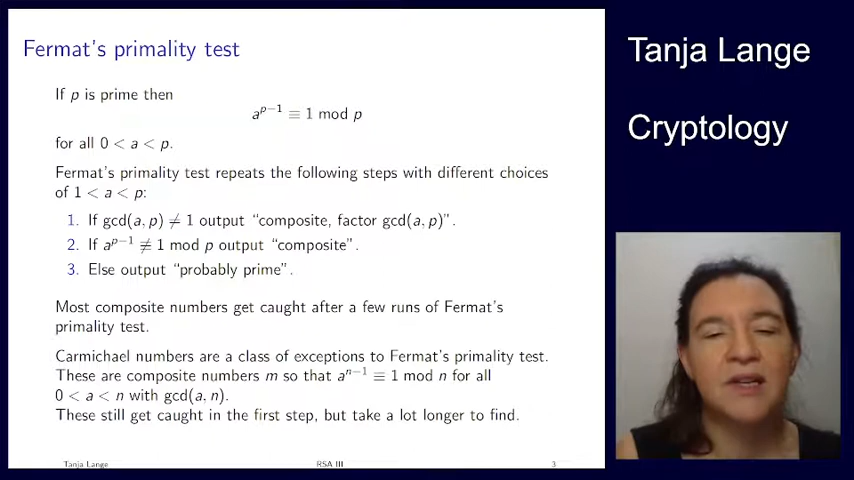 Fermat's primality test
If p is prime then
a^{p−1} ≡ 1 mod p
for all 0 < a < p.
Fermat's primality test repeats the following steps with different choices
of 1 < a < p:
1. If gcd(a, p) ≠ 1 output "composite, factor gcd(a, p)".
2. If a^{p−1} ≢ 1 mod p output "composite".
3. Else output "probably prime".
Most composite numbers get caught after a few runs of Fermat's
primality test.
Carmichael numbers are a class of exceptions to Fermat's primality test.
These are composite numbers m so that a^{n−1} ≡ 1 mod n for all
0 < a < n with gcd(a, n).
These still get caught in the first step, but take a lot longer to find.
Tanja Lange RSA III 3
Tanja Lange
Cryptology